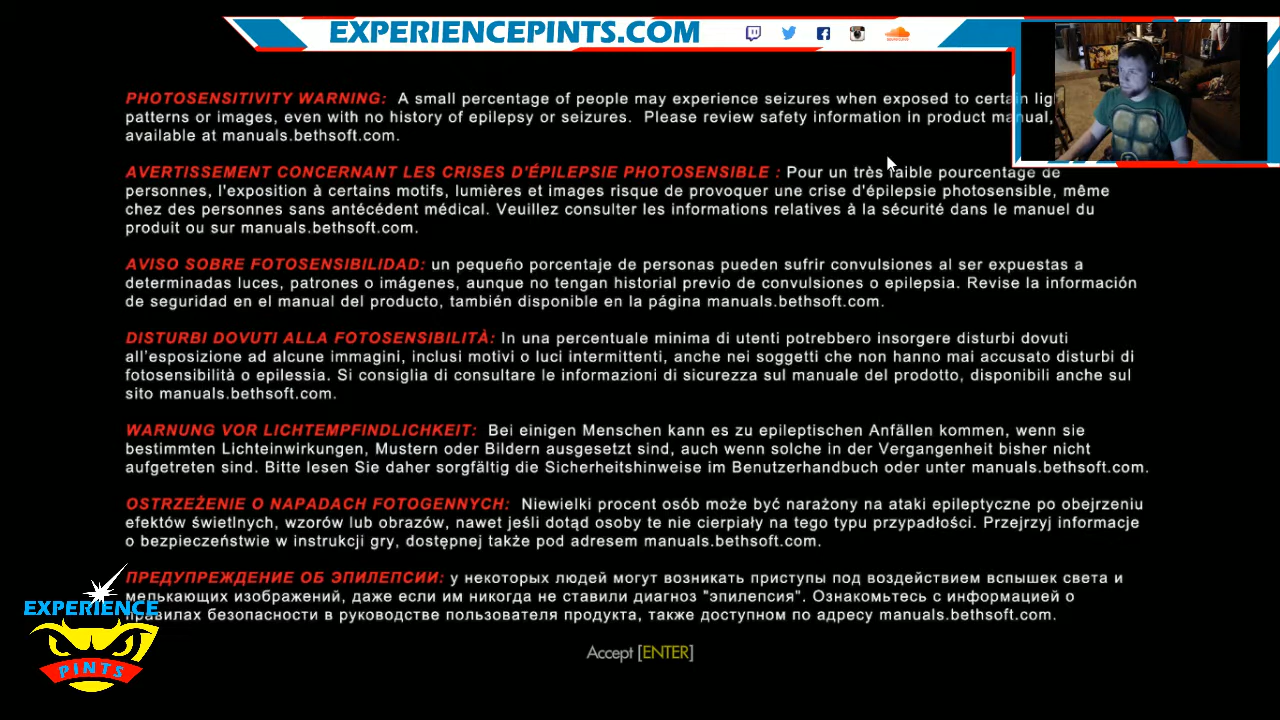 EXPERIENCEPINTS.COM
PHOTOSENSITIVITY WARNING: A small percentage of people may experience seizures when exposed to certain
patterns or images, even with no history of epilepsy or seizures. Please review safety information in product manual,
available at manuals.bethsoft.com.
AVERTISSEMENT CONCERNANT LES CRISES D'ÉPILEPSIE PHOTOSENSIBLE : Pour un très faible pourcentage de
personnes, l'exposition à certains motifs, lumières et images risque de provoquer une crise d'épilepsie photosensible, même
chez des personnes sans antécédent médical. Veuillez consulter les informations relatives à la sécurité dans le manuel du
produit ou sur manuals.bethsoft.com.
AVISO SOBRE FOTOSENSIBILIDAD: un pequeño porcentaje de personas pueden sufrir convulsiones al ser expuestas a
determinadas luces, patrones o imágenes, aunque no tengan historial previo de convulsiones o epilepsia. Revise la información
de seguridad en el manual del producto, también disponible en la página manuals.bethsoft.com.
DISTURBI DOVUTI ALLA FOTOSENSIBILITÀ: In una percentuale minima di utenti potrebbero insorgere disturbi dovuti
all'esposizione ad alcune immagini, inclusi motivi o luci intermittenti, anche nei soggetti che non hanno mai accusato disturbi di
fotosensibilità o epilessia. Si consiglia di consultare le informazioni di sicurezza sul manuale del prodotto, disponibili anche sul
sito manuals.bethsoft.com.
WARNUNG VOR LICHTEMPFINDLICHKEIT: Bei einigen Menschen kann es zu epileptischen Anfällen kommen, wenn sie
bestimmten Lichteinwirkungen, Mustern oder Bildern ausgesetzt sind, auch wenn solche in der Vergangenheit bisher nicht
aufgetreten sind. Bitte lesen Sie daher sorgfältig die Sicherheitshinweise im Benutzerhandbuch oder unter manuals.bethsoft.com.
OSTRZEŻENIE O NAPADACH FOTOGENNYCH: Niewielki procent osób może być narażony na ataki epileptyczne po obejrzeniu
efektów świetlnych, wzorów lub obrazów, nawet jeśli dotąd osoby te nie cierpiały na tego typu przypadłości. Przejrzyj informacje
o bezpieczeństwie w instrukcji gry, dostępnej także pod adresem manuals.bethsoft.com.
ПРЕДУПРЕЖДЕНИЕ ОБ ЭПИЛЕПСИИ: у некоторых людей могут возникать приступы под воздействием вспышек света и
мелькающих изображений, даже если им никогда не ставили диагноз "эпилепсия". Ознакомьтесь с информацией о
правилах безопасности в руководстве пользователя продукта, также доступном по адресу manuals.bethsoft.com.
Accept [ENTER]
EXPERIENCE
PINTS